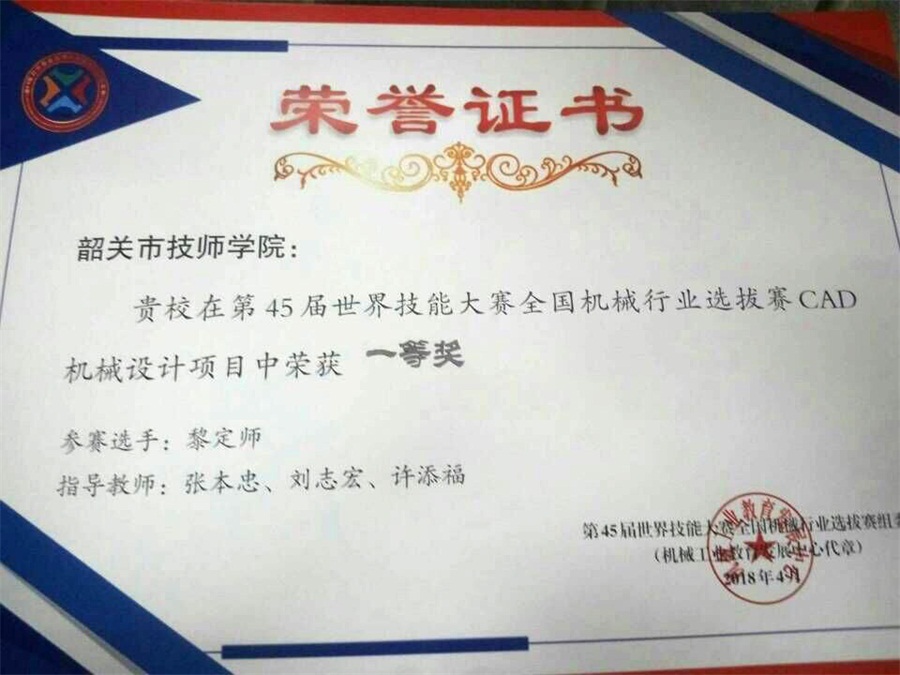 荣誉证书
韶关市技师学院：
贵校在第45届世界技能大赛全国机械行业选拔赛CAD
机械设计项目中荣获 一等奖
参赛选手：黎定师
指导教师：张本忠、刘志宏、许添福
第45届世界技能大赛全国机械行业选拔赛组委
（机械工业教育发展中心代章）
2018年4月